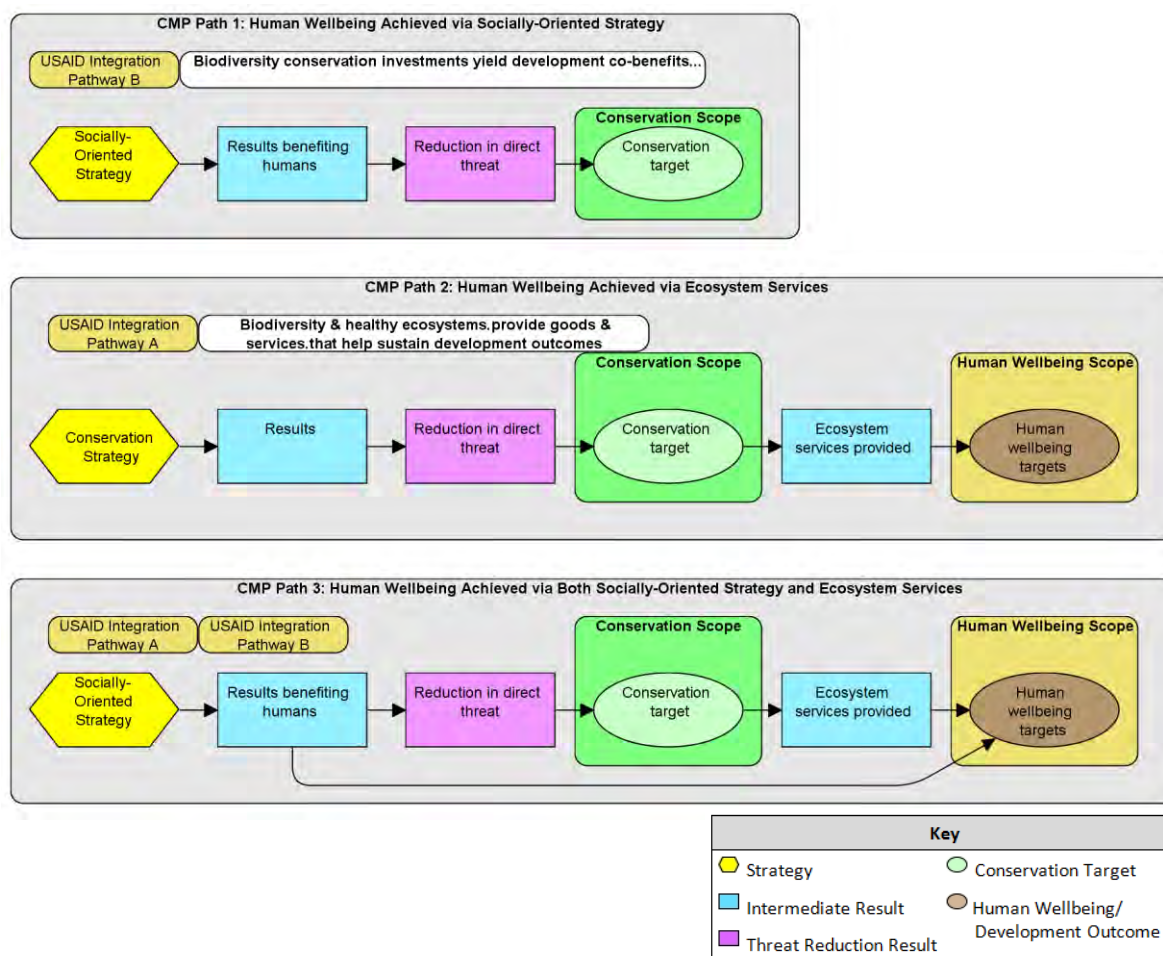 CMP Path 1: Human Wellbeing Achieved via Socially-Oriented Strategy
USAID Integration
Pathway B
Biodiversity conservation investments yield development co-benefits...
Socially-
Oriented
Strategy
Results benefiting
humans
Reduction in direct
threat
Conservation Scope
Conservation
target
CMP Path 2: Human Wellbeing Achieved via Ecosystem Services
USAID Integration
Pathway A
Biodiversity & healthy ecosystems.provide goods &
services.that help sustain development outcomes
Conservation
Strategy
Results
Reduction in direct
threat
Conservation Scope
Conservation
target
Ecosystem
services provided
Human Wellbeing Scope
Human
wellbeing
targets
CMP Path 3: Human Wellbeing Achieved via Both Socially-Oriented Strategy and Ecosystem Services
USAID Integration
Pathway A
USAID Integration
Pathway B
Socially-
Oriented
Strategy
Results benefiting
humans
Reduction in direct
threat
Conservation Scope
Conservation
target
Ecosystem
services provided
Human Wellbeing Scope
Human
wellbeing
targets
Key
Strategy
Intermediate Result
Threat Reduction Result
Conservation Target
Human Wellbeing/
Development Outcome